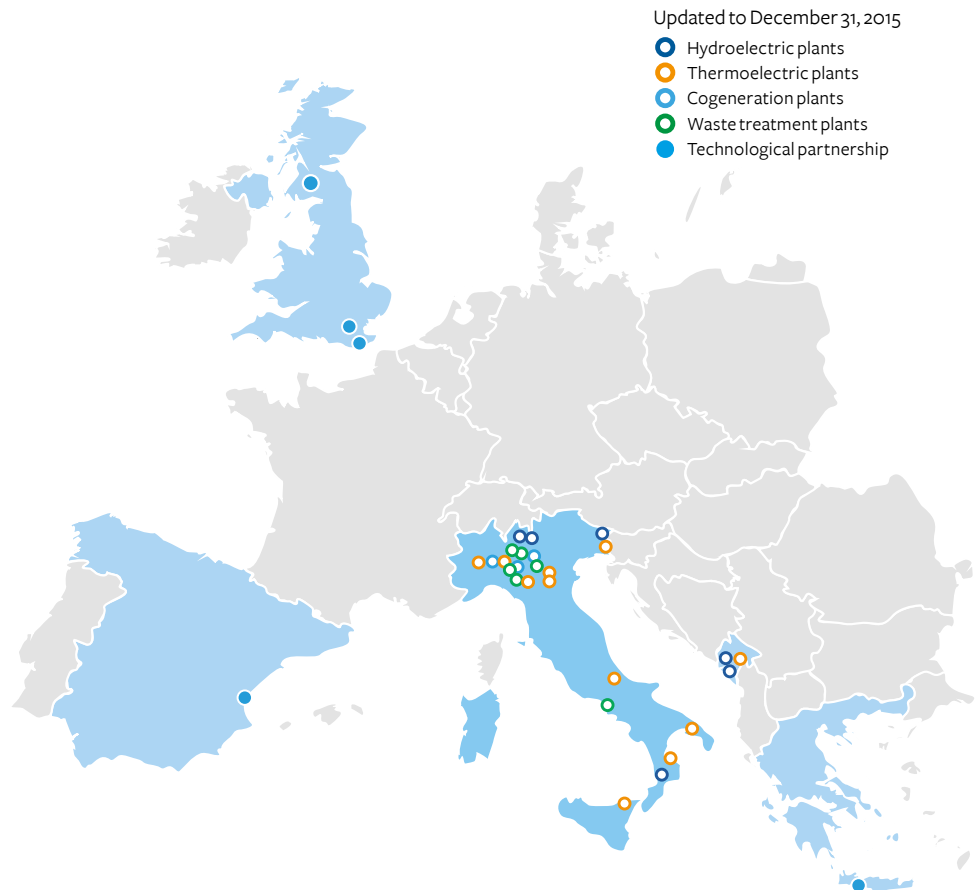 Updated to December 31, 2015
Hydroelectric plants
Thermoelectric plants
Cogeneration plants
Waste treatment plants
Technological partnership